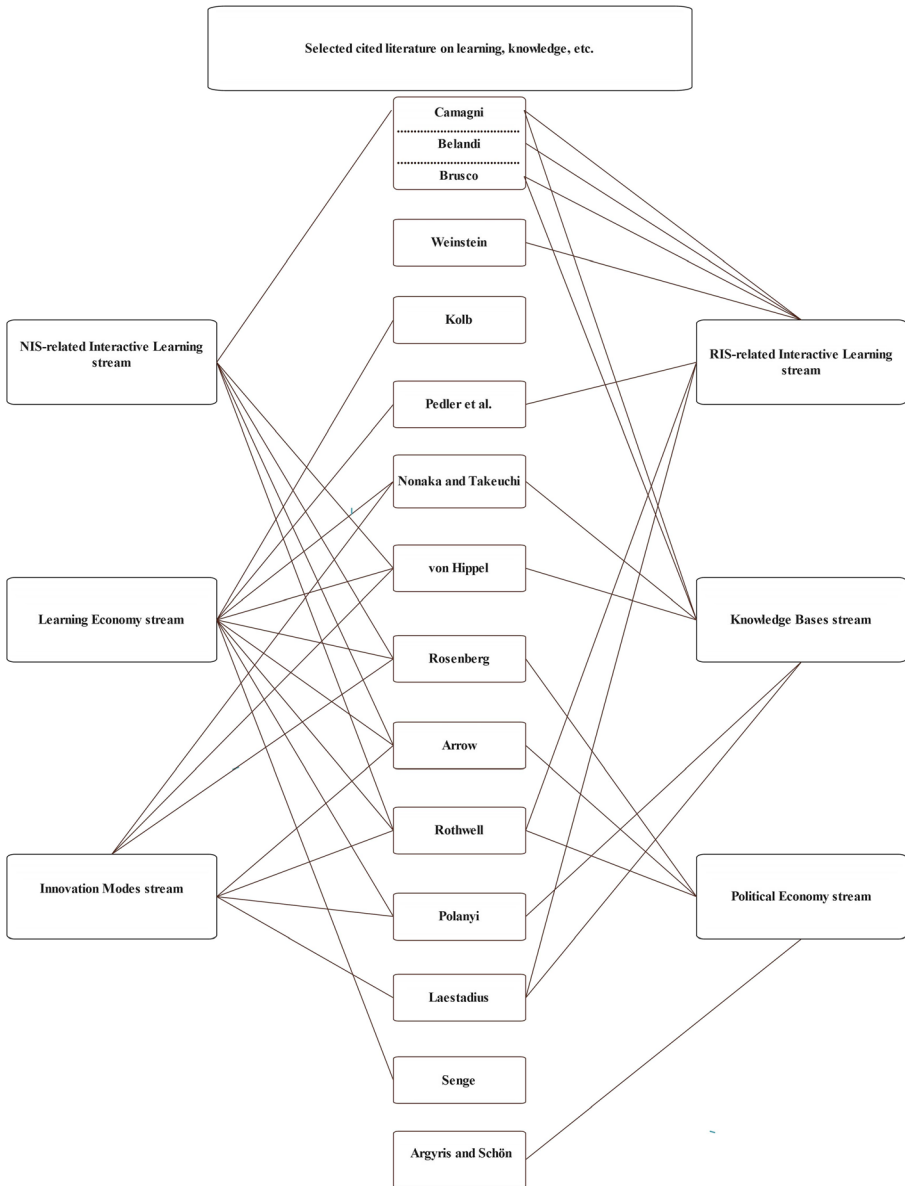 Selected cited literature on learning, knowledge, etc.
Camagni
Belandi
Brusco
Weinstein
Kolb
NIS-related Interactive Learning
stream
RIS-related Interactive Learning
stream
Pedler et al.
Nonaka and Takeuchi
von Hippel
Learning Economy stream
Knowledge Bases stream
Rosenberg
Arrow
Rothwell
Innovation Modes stream
Political Economy stream
Polanyi
Laestadius
Senge
Argyris and Schön